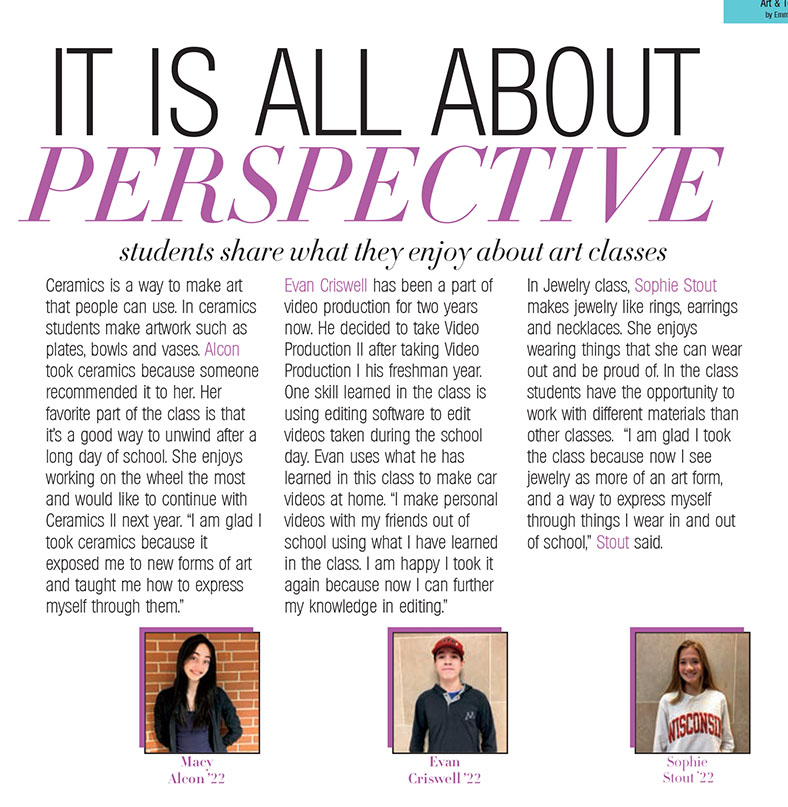 Art &
by
IT IS ALL ABOUT
PERSPECTIVE
students share what they enjoy about art classes
Ceramics is a way to make art
that people can use. In ceramics
students make artwork such as
plates, bowls and vases. Alcon
took ceramics because someone
recommended it to her. Her
favorite part of the class is that
it's a good way to unwind after a
long day of school. She enjoys
working on the wheel the most
and would like to continue with
Ceramics II next year. “I am glad I
took ceramics because it
exposed me to new forms of art
and taught me how to express
myself through them.”
Evan Criswell has been a part of
video production for two years
now. He decided to take Video
Production II after taking Video
Production I his freshman year.
One skill learned in the class is
using editing software to edit
videos taken during the school
day. Evan uses what he has
learned in this class to make car
videos at home. “I make personal
videos with my friends out of
school using what I have learned
in the class. I am happy I took it
again because now I can further
my knowledge in editing.”
In Jewelry class, Sophie Stout
makes jewelry like rings, earrings
and necklaces. She enjoys
wearing things that she can wear
out and be proud of. In the class
students have the opportunity to
work with different materials than
other classes. “I am glad I took
the class because now I see
jewelry as more of an art form,
and a way to express myself
through things I wear in and out
of school,” Stout said.
WISCONSIN
Macy
Alcon '22
Evan
Criswell '22
Sophie
Stout '22